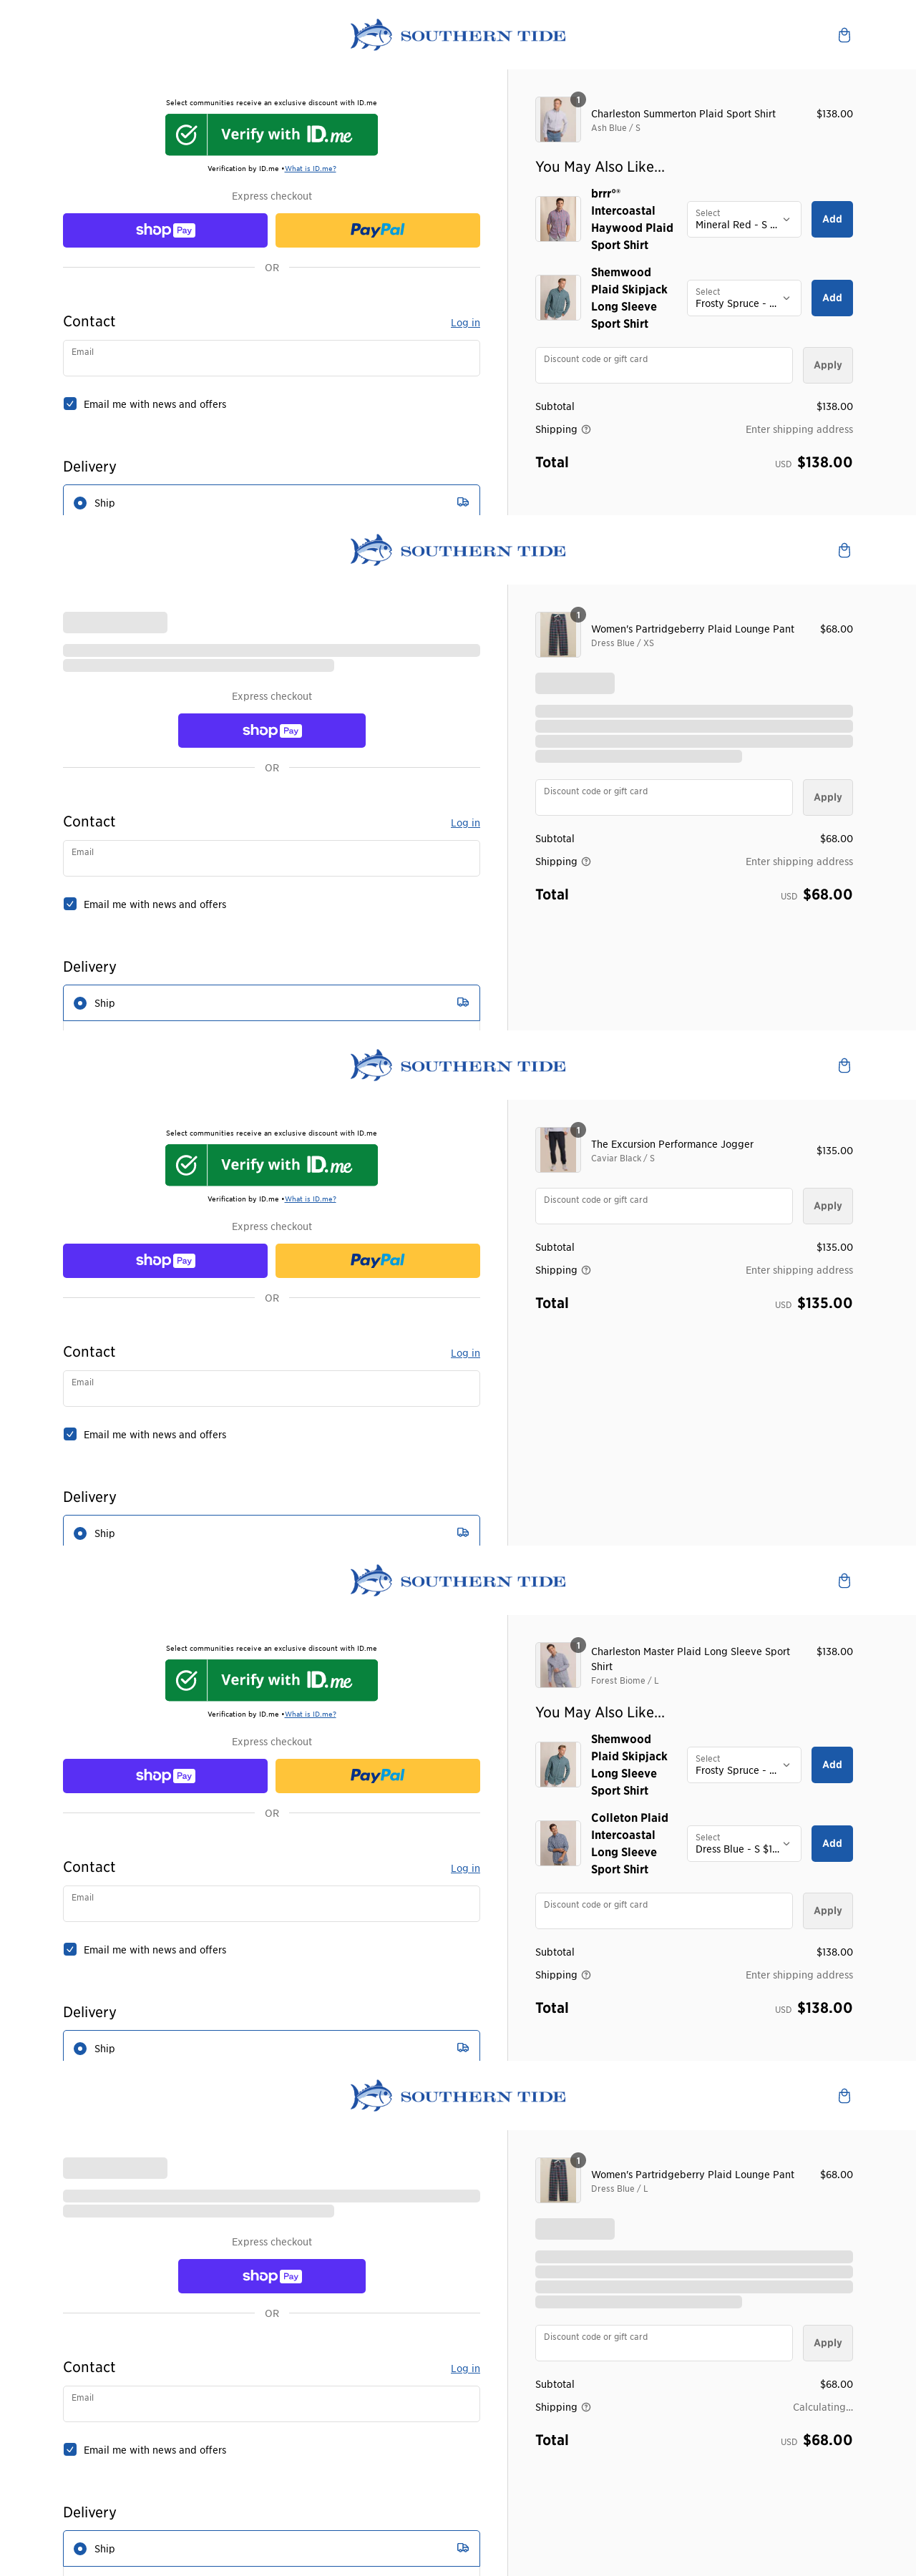 SOUTHERN TIDE
Select communities receive an exclusive discount with ID.me
Verify with ID.me
Verification by ID.me • What is ID.me?
Express checkout
shop Pay
PayPal
OR
Contact
Log in
Email
Email me with news and offers
Delivery
Ship
1
Charleston Summerton Plaid Sport Shirt
$138.00
Ash Blue / S
You May Also Like...
brrr°®
Intercoastal
Haywood Plaid
Sport Shirt
Select
Mineral Red - S ...
Add
Shemwood
Plaid Skipjack
Long Sleeve
Sport Shirt
Select
Frosty Spruce - ...
Add
Discount code or gift card
Apply
Subtotal
$138.00
Shipping
Enter shipping address
Total
USD $138.00
SOUTHERN TIDE
Express checkout
shop Pay
OR
Contact
Log in
Email
Email me with news and offers
Delivery
Ship
1
Women's Partridgeberry Plaid Lounge Pant
$68.00
Dress Blue / XS
Discount code or gift card
Apply
Subtotal
$68.00
Shipping
Enter shipping address
Total
USD $68.00
SOUTHERN TIDE
Select communities receive an exclusive discount with ID.me
Verify with ID.me
Verification by ID.me • What is ID.me?
Express checkout
shop Pay
PayPal
OR
Contact
Log in
Email
Email me with news and offers
Delivery
Ship
1
The Excursion Performance Jogger
Caviar Black / S
$135.00
Discount code or gift card
Apply
Subtotal
$135.00
Shipping
Enter shipping address
Total
USD $135.00
SOUTHERN TIDE
Select communities receive an exclusive discount with ID.me
Verify with ID.me
Verification by ID.me • What is ID.me?
Express checkout
shop Pay
PayPal
OR
Contact
Log in
Email
Email me with news and offers
Delivery
Ship
1
Charleston Master Plaid Long Sleeve Sport
Shirt
$138.00
Forest Biome / L
You May Also Like...
Shemwood
Plaid Skipjack
Long Sleeve
Sport Shirt
Select
Frosty Spruce - ...
Add
Colleton Plaid
Intercoastal
Long Sleeve
Sport Shirt
Select
Dress Blue - S $1...
Add
Discount code or gift card
Apply
Subtotal
$138.00
Shipping
Enter shipping address
Total
USD $138.00
SOUTHERN TIDE
Express checkout
shop Pay
OR
Contact
Log in
Email
Email me with news and offers
Delivery
Ship
1
Women's Partridgeberry Plaid Lounge Pant
$68.00
Dress Blue / L
Discount code or gift card
Apply
Subtotal
$68.00
Shipping
Calculating...
Total
USD $68.00